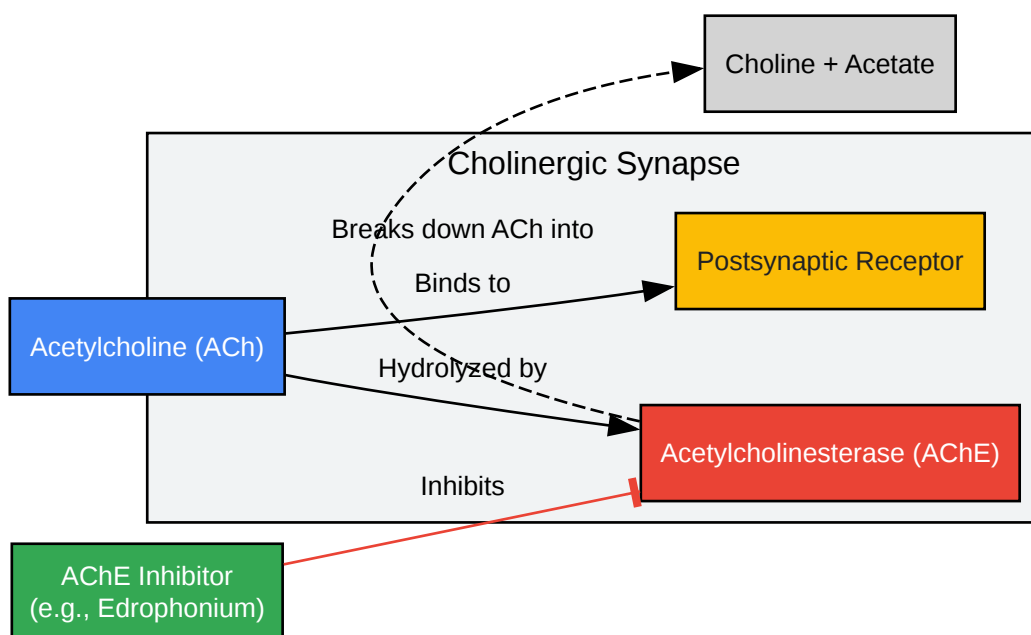 Choline + Acetate
Cholinergic Synapse
Breaks down ACh into
Postsynaptic Receptor
Binds to
Acetylcholine (ACh)
Hydrolyzed by
Acetylcholinesterase (AChE)
Inhibits
AChE Inhibitor
(e.g., Edrophonium)